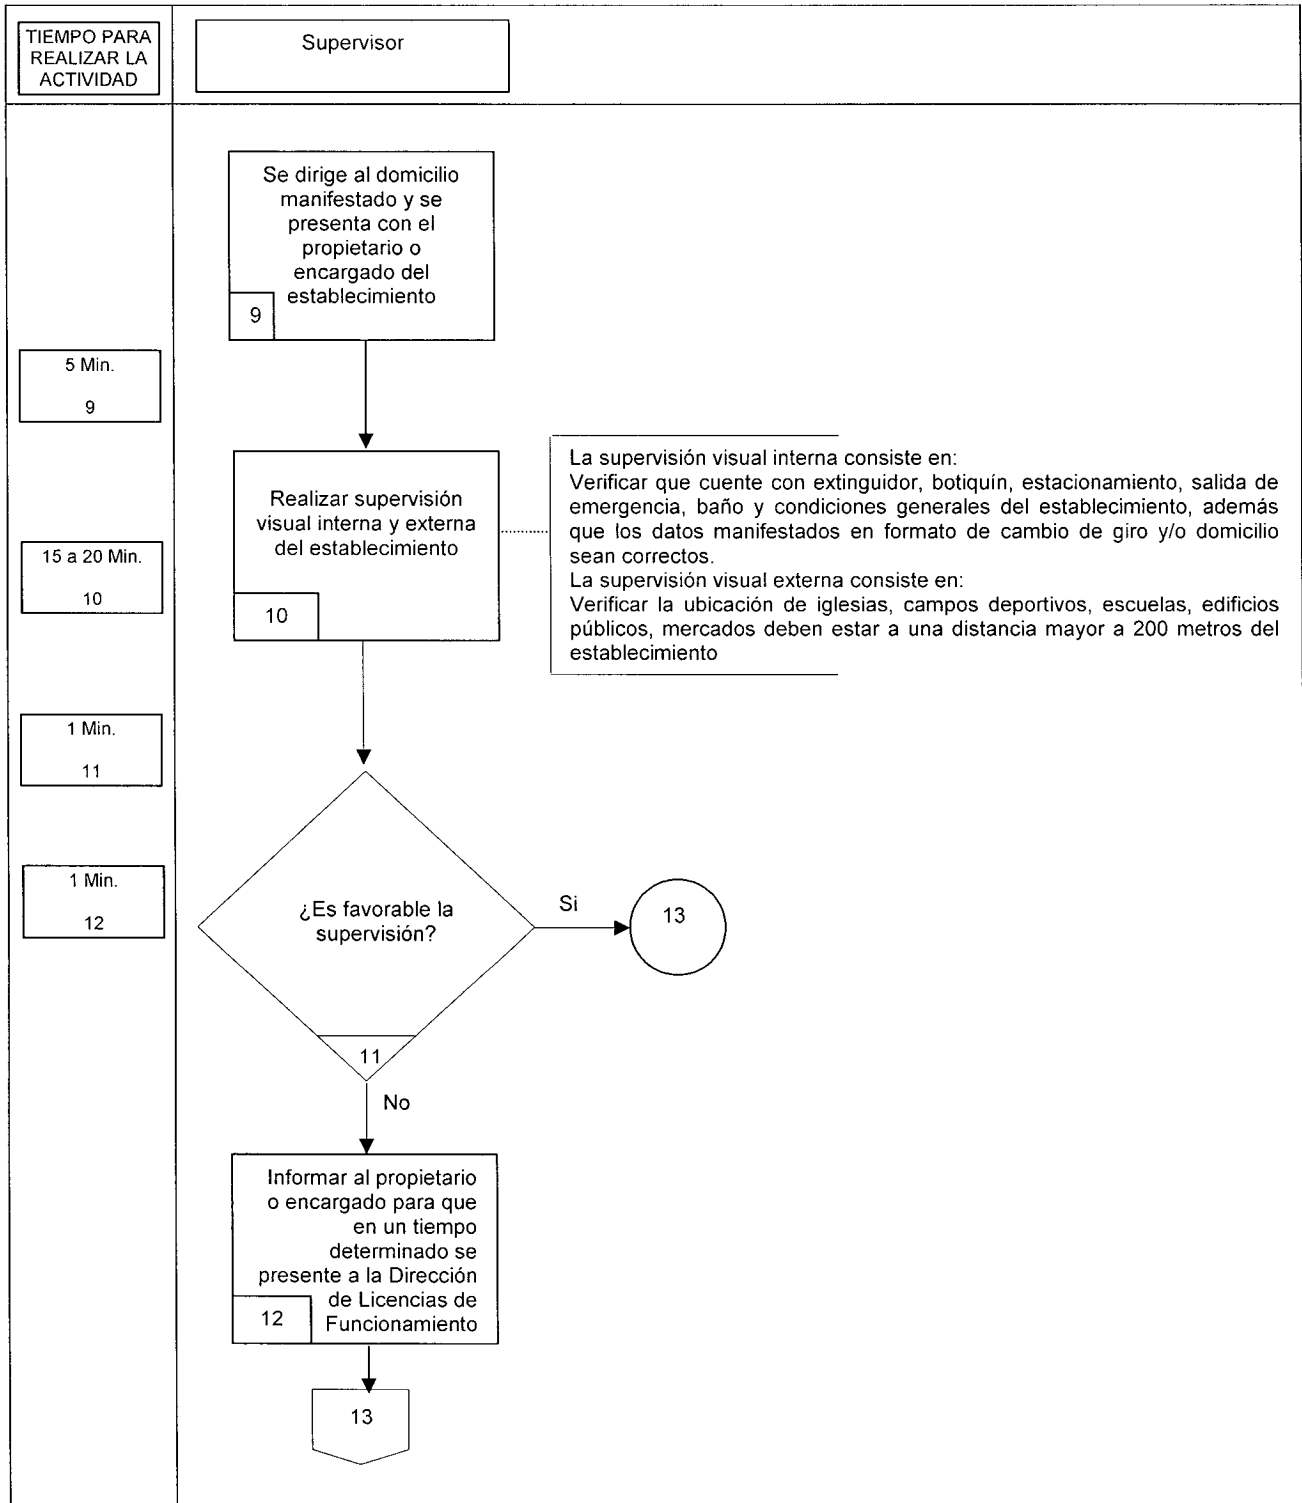 TIEMPO PARA
REALIZAR LA
ACTIVIDAD
Supervisor
Se dirige al domicilio
manifestado y se
presenta con el
propietario o
encargado del
establecimiento
9
5 Min.
9
Realizar supervisión
visual interna y externa
del establecimiento
10
La supervisión visual interna consiste en:
Verificar que cuente con extinguidor, botiquín, estacionamiento, salida de
emergencia, baño y condiciones generales del establecimiento, además
que los datos manifestados en formato de cambio de giro y/o domicilio
sean correctos.
La supervisión visual externa consiste en:
Verificar la ubicación de iglesias, campos deportivos, escuelas, edificios
públicos, mercados deben estar a una distancia mayor a 200 metros del
establecimiento
15 a 20 Min.
10
1 Min.
11
1 Min.
12
¿Es favorable la
supervisión?
11
Si
13
No
Informar al propietario
o encargado para que
en un tiempo
determinado se
presente a la Dirección
de Licencias de
Funcionamiento
12
13